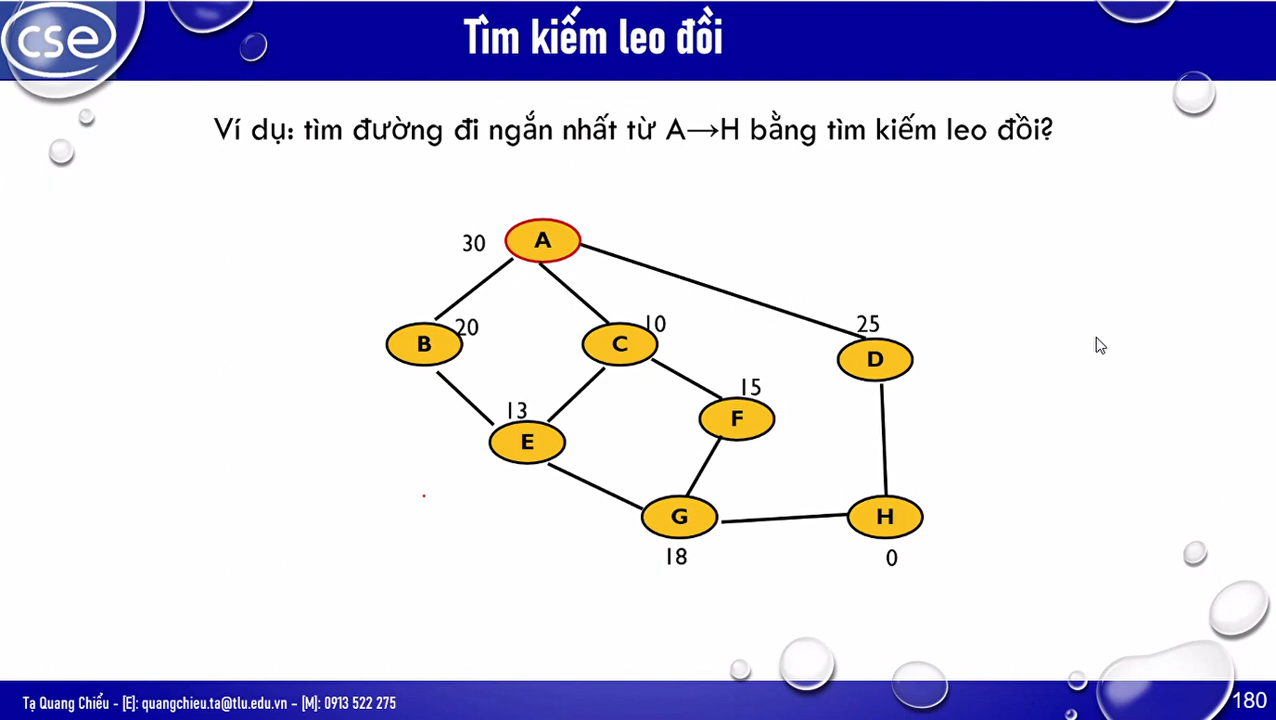 cse
Tìm kiếm leo đồi
Ví dụ: tìm đường đi ngắn nhất từ A→H bằng tìm kiếm leo đồi?
30 A
B 20 C 10 25 D
15
13 F
E
G H
18 0
Tạ Quang Chiểu - [E]: quangchieu.ta@tlu.edu.vn – [M]: 0913 522 275
180